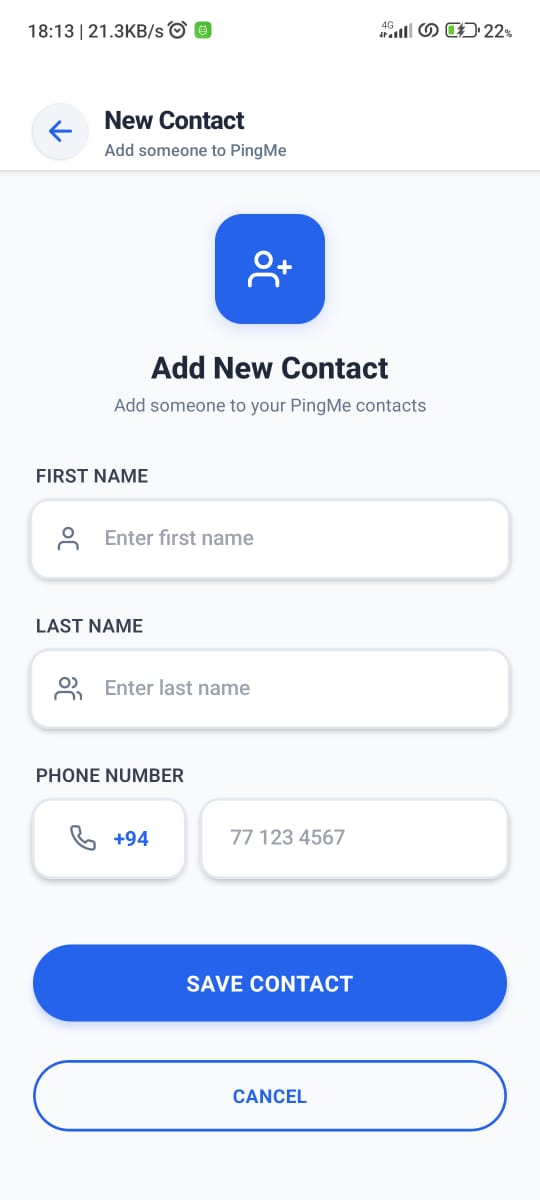 18:13 | 21.3KB/s
4G
22%
New Contact
Add someone to PingMe
Add New Contact
Add someone to your PingMe contacts
FIRST NAME
Enter first name
LAST NAME
Enter last name
PHONE NUMBER
+94
77 123 4567
SAVE CONTACT
CANCEL